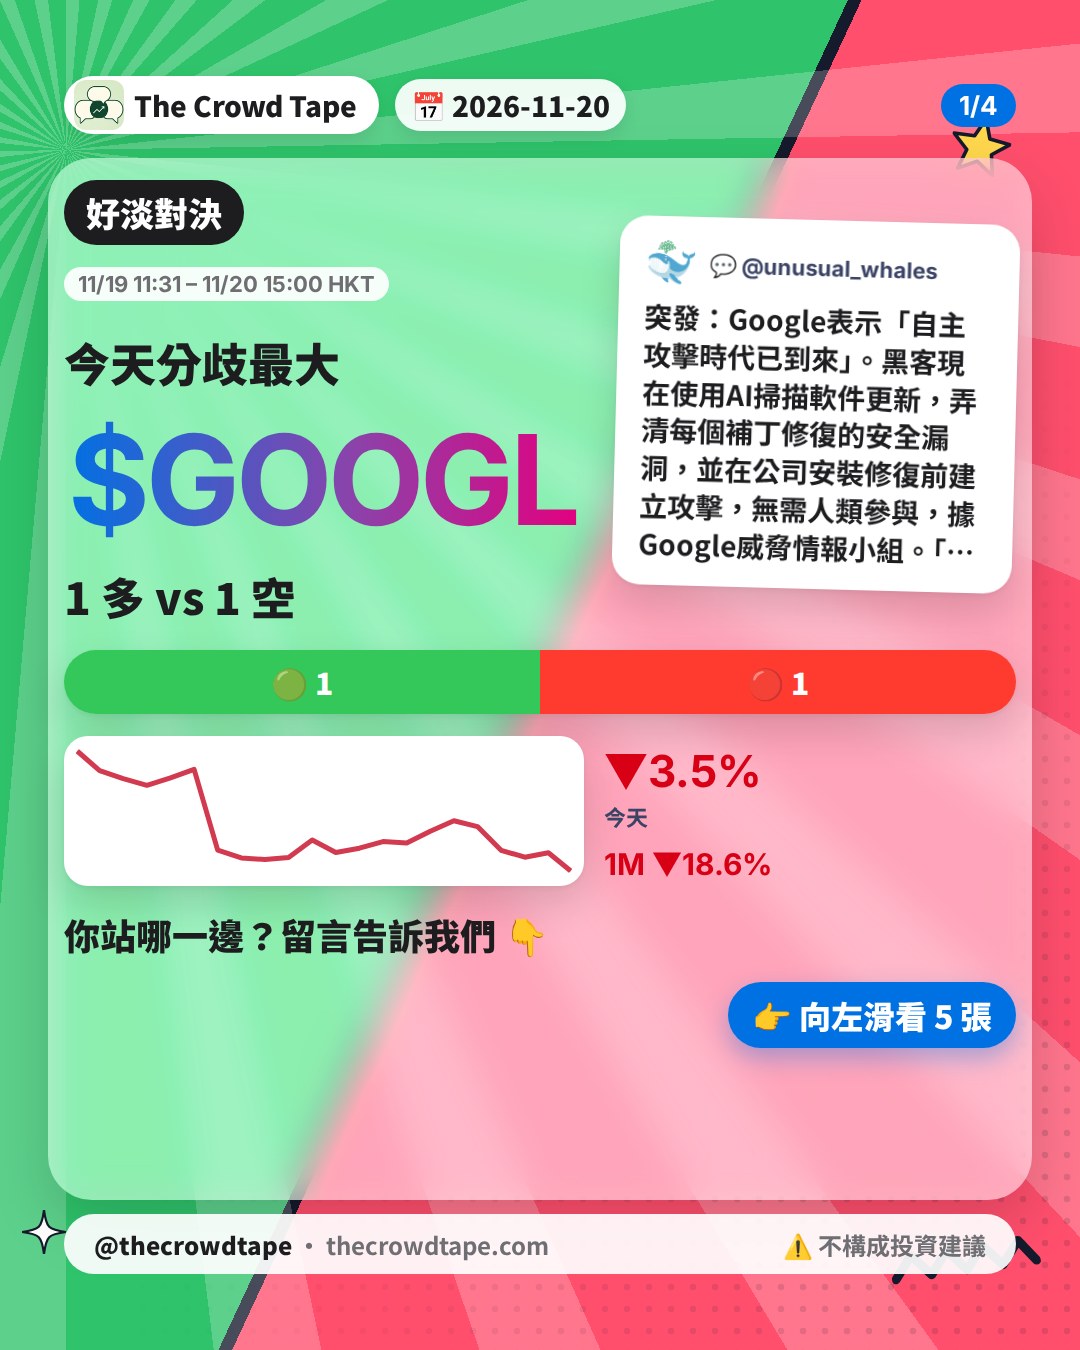 The Crowd Tape
📅 2026-11-20
1/4
好淡對決
11/19 11:31 – 11/20 15:00 HKT
今天分歧最大
$GOOGL
1 多 vs 1 空
💬 @unusual_whales
突發：Google表示「自主
攻擊時代已到來」。黑客現
在使用AI掃描軟件更新，弄
清每個補丁修復的安全漏
洞，並在公司安裝修復前建
立攻擊，無需人類參與，據
Google威脅情報小組。「⋯
🟢 1
🔴 1
▼3.5%
今天
1M ▼18.6%
你站哪一邊？留言告訴我們 👇
👉 向左滑看 5 張
@thecrowdtape · thecrowdtape.com
⚠️ 不構成投資建議